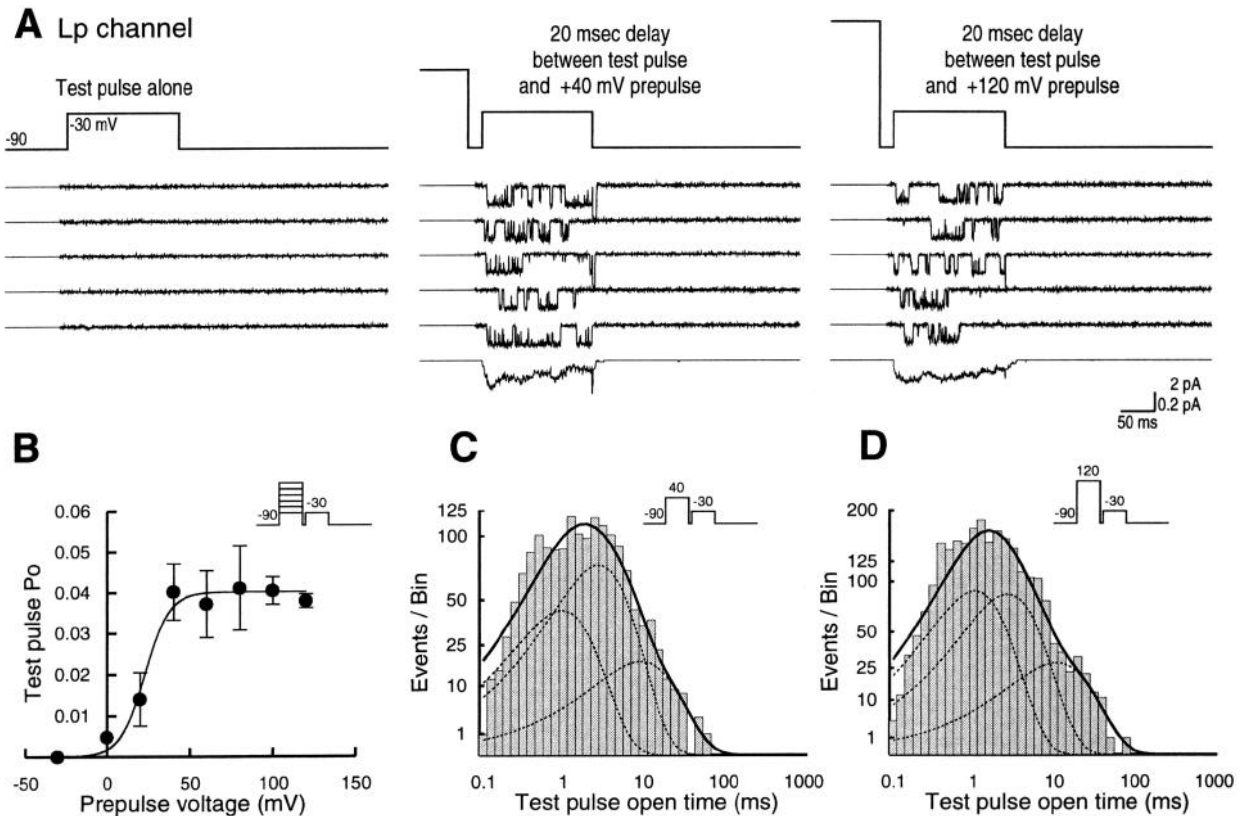 A Lp channel
Test pulse alone
-90
-30 mV
20 msec delay
between test pulse
and +40 mV prepulse
20 msec delay
between test pulse
and +120 mV prepulse
2 pA
0.2 pA
50 ms
B
-90
-30
Test pulse Po
0.06
0.05
0.04
0.03
0.02
0.01
-50 0 50 100 150
Prepulse voltage (mV)
C
40
-90
-30
Events / Bin
125
100
50
25
10
1
0.1 1 10 100 1000
Test pulse open time (ms)
D
120
-90
-30
Events / Bin
200
125
100
50
25
10
1
0.1 1 10 100 1000
Test pulse open time (ms)